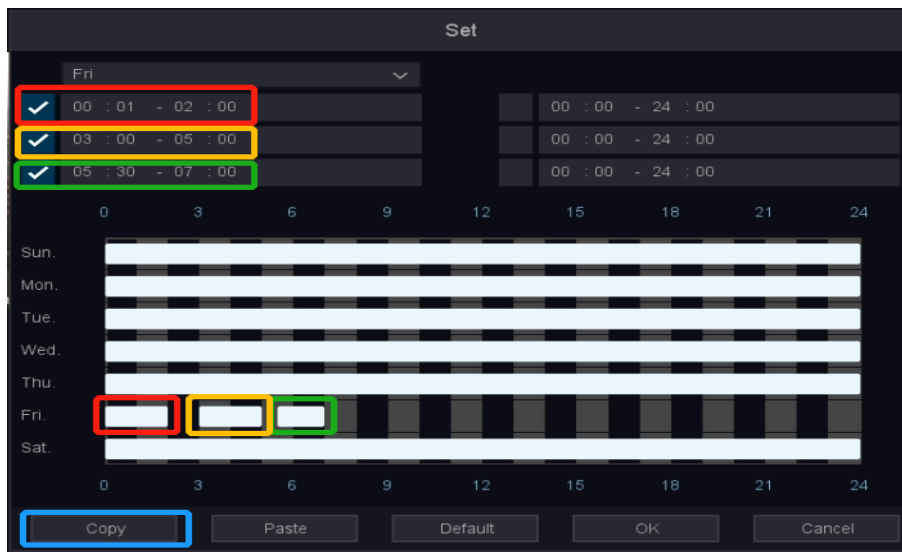 Set
Fri
00 : 01 - 02 : 00    00 : 00 - 24 : 00
03 : 00 - 05 : 00    00 : 00 - 24 : 00
05 : 30 - 07 : 00    00 : 00 - 24 : 00
0 3 6 9 12 15 18 21 24
Sun.
Mon.
Tue.
Wed.
Thu.
Fri.
Sat.
0 3 6 9 12 15 18 21 24
Copy Paste Default OK Cancel